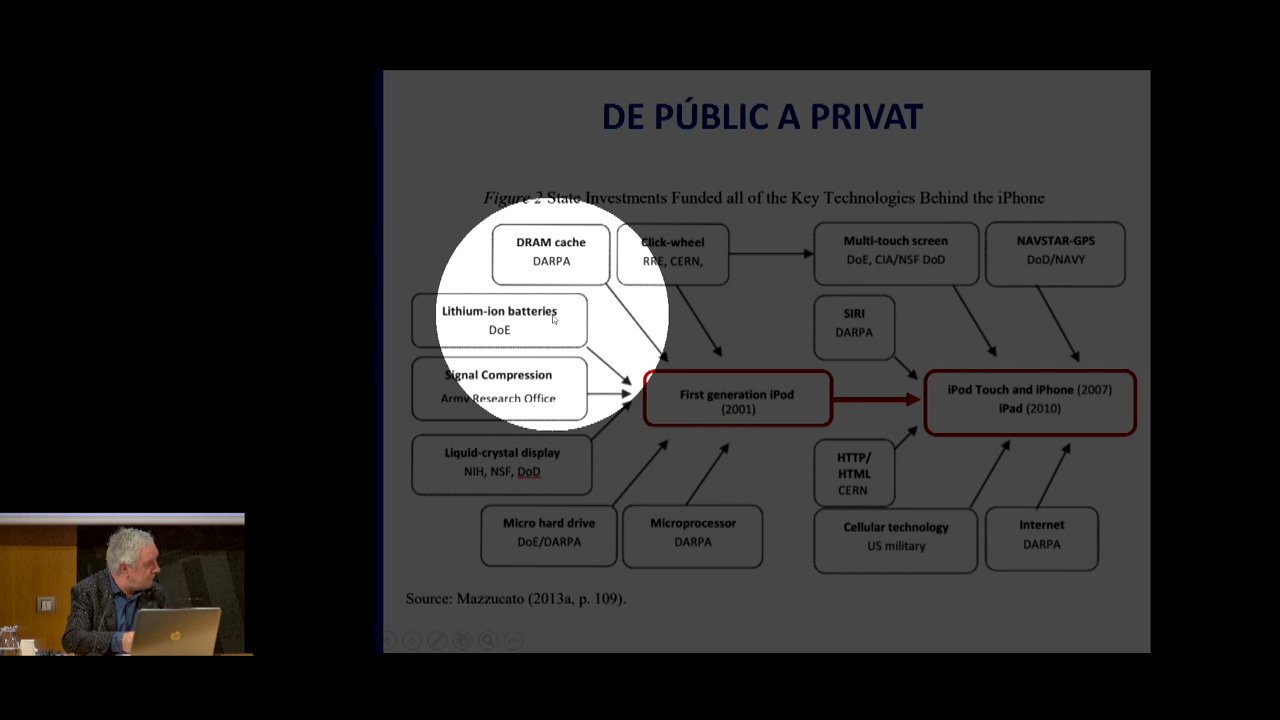 DE PÚBLIC A PRIVAT
Figure 2 State Investments Funded all of the Key Technologies Behind the iPhone
DRAM cache
DARPA
Click-wheel
RRE, CERN,
Multi-touch screen
DoE, CIA/NSF DoD
NAVSTAR-GPS
DoD/NAVY
Lithium-ion batteries
DoE
SIRI
DARPA
Signal Compression
Army Research Office
First generation iPod
(2001)
iPod Touch and iPhone (2007)
iPad (2010)
Liquid-crystal display
NIH, NSF, DoD
HTTP/
HTML
CERN
Micro hard drive
DoE/DARPA
Microprocessor
DARPA
Cellular technology
US military
Internet
DARPA
Source: Mazzucato (2013a, p. 109).
hp